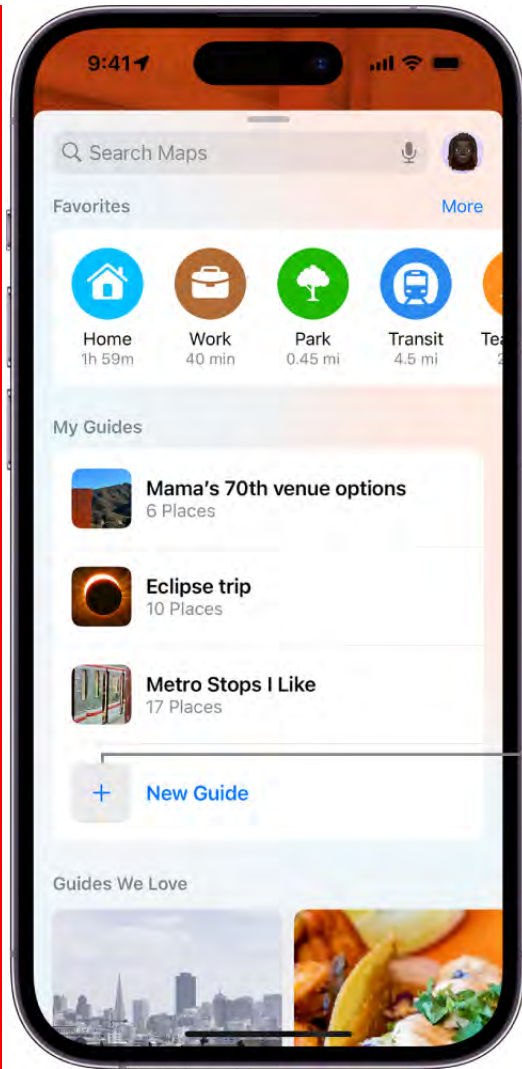 9:41
Search Maps
Favorites
More
Home
Work
Park
Transit
1h 59m
40 min
0.45 mi
4.5 mi
My Guides
Mama's 70th venue options
6 Places
Eclipse trip
10 Places
Metro Stops I Like
17 Places
New Guide
Guides We Love